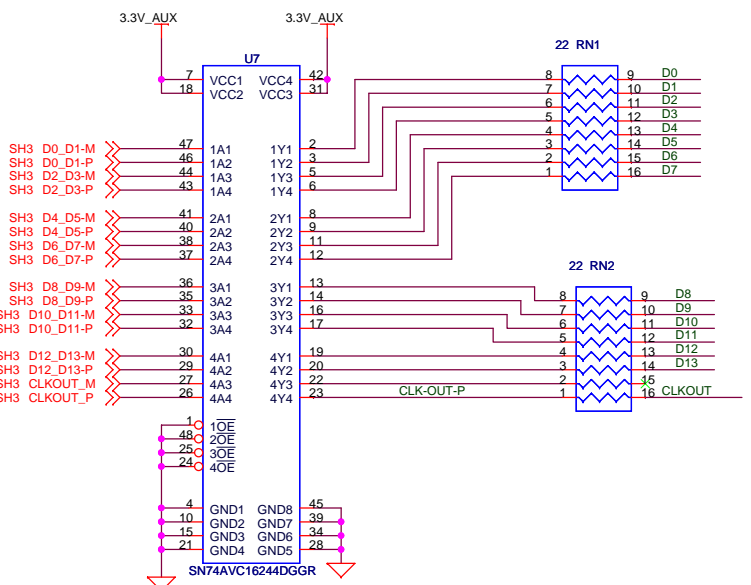 3.3V_AUX 3.3V_AUX
22 RN1
U7
7 VCC1 VCC4 42
18 VCC2 VCC3 31
8 9 D0
7 10 D1
6 11 D2
5 12 D3
4 13 D4
3 14 D5
2 15 D6
1 16 D7
SH3 D0_D1-M 47 1A1 1Y1 2
SH3 D0_D1-P 46 1A2 1Y2 3
SH3 D2_D3-M 44 1A3 1Y3 5
SH3 D2_D3-P 43 1A4 1Y4 6
SH3 D4_D5-M 41 2A1 2Y1 8
SH3 D4_D5-P 40 2A2 2Y2 9
SH3 D6_D7-M 38 2A3 2Y3 11
SH3 D6_D7-P 37 2A4 2Y4 12
22 RN2
SH3 D8_D9-M 36 3A1 3Y1 13
SH3 D8_D9-P 35 3A2 3Y2 14
SH3 D10_D11-M 33 3A3 3Y3 16
SH3 D10_D11-P 32 3A4 3Y4 17
8 9 D8
7 10 D9
6 11 D10
5 12 D11
4 13 D12
3 14 D13
2 15
1 16 CLKOUT
SH3 D12_D13-M 30 4A1 4Y1 19
SH3 D12_D13-P 29 4A2 4Y2 20
SH3 CLKOUT_M 27 4A3 4Y3 22
SH3 CLKOUT_P 26 4A4 4Y4 23 CLK-OUT-P
1 1OE
48 2OE
25 3OE
24 4OE
4 GND1 GND8 45
10 GND2 GND7 39
15 GND3 GND6 34
21 GND4 GND5 28
SN74AVC16244DGGR